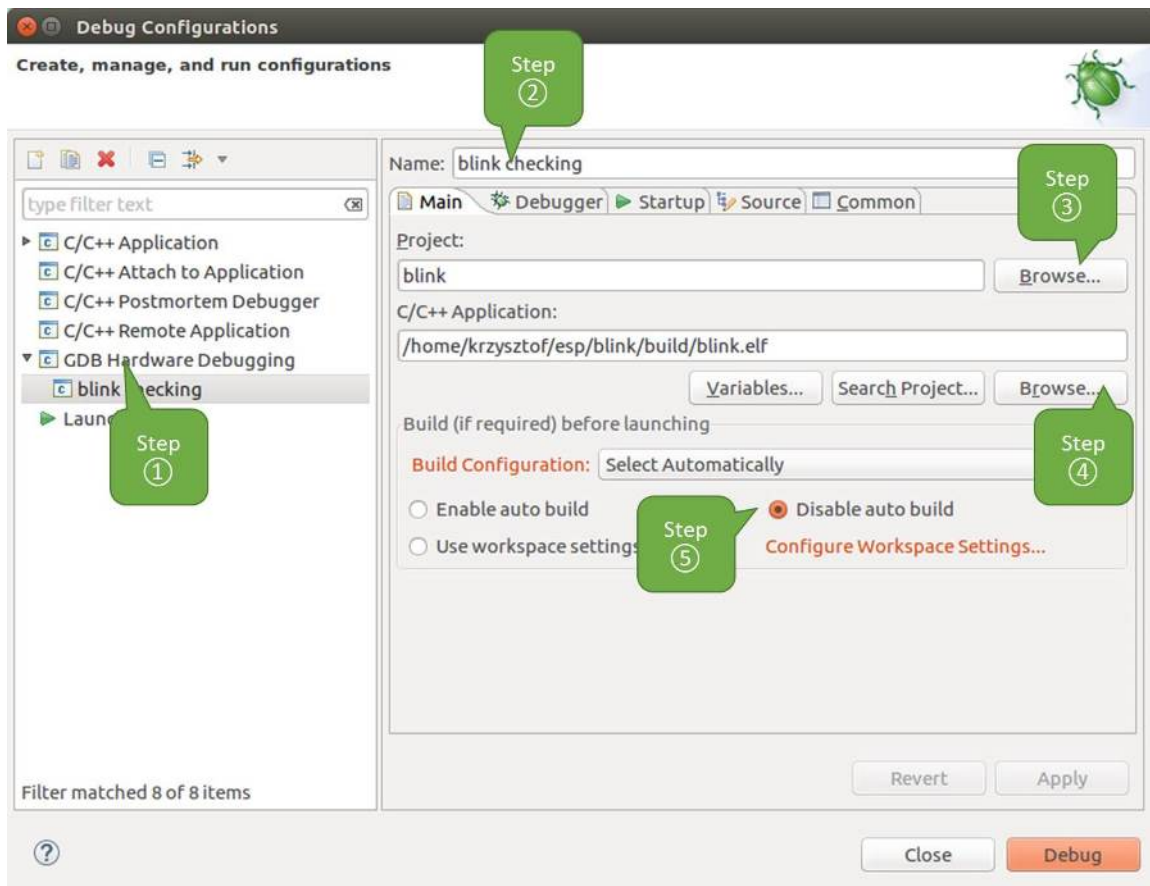 Debug Configurations
Create, manage, and run configurations
Step
②
type filter text
C/C++ Application
C/C++ Attach to Application
C/C++ Postmortem Debugger
C/C++ Remote Application
GDB Hardware Debugging
blink checking
Step
①
Filter matched 8 of 8 items
Name: blink checking
Main Debugger Startup Source Common
Step
③
Project:
blink Browse...
C/C++ Application:
/home/krzysztof/esp/blink/build/blink.elf
Variables... Search Project... Browse...
Step
④
Build (if required) before launching
Build Configuration: Select Automatically
Enable auto build Disable auto build
Step
⑤
Use workspace settings Configure Workspace Settings...
Revert Apply
? Close Debug